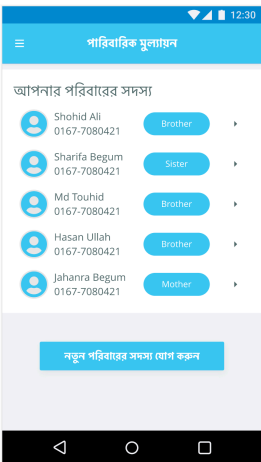 12:30
পারিবারিক মুল্যায়ন
আপনার পরিবারের সদস্য
Shohid Ali
0167-7080421
Brother
Sharifa Begum
0167-7080421
Sister
Md Touhid
0167-7080421
Brother
Hasan Ullah
0167-7080421
Brother
Jahanra Begum
0167-7080421
Mother
নতুন পরিবারের সদস্য যোগ করুন